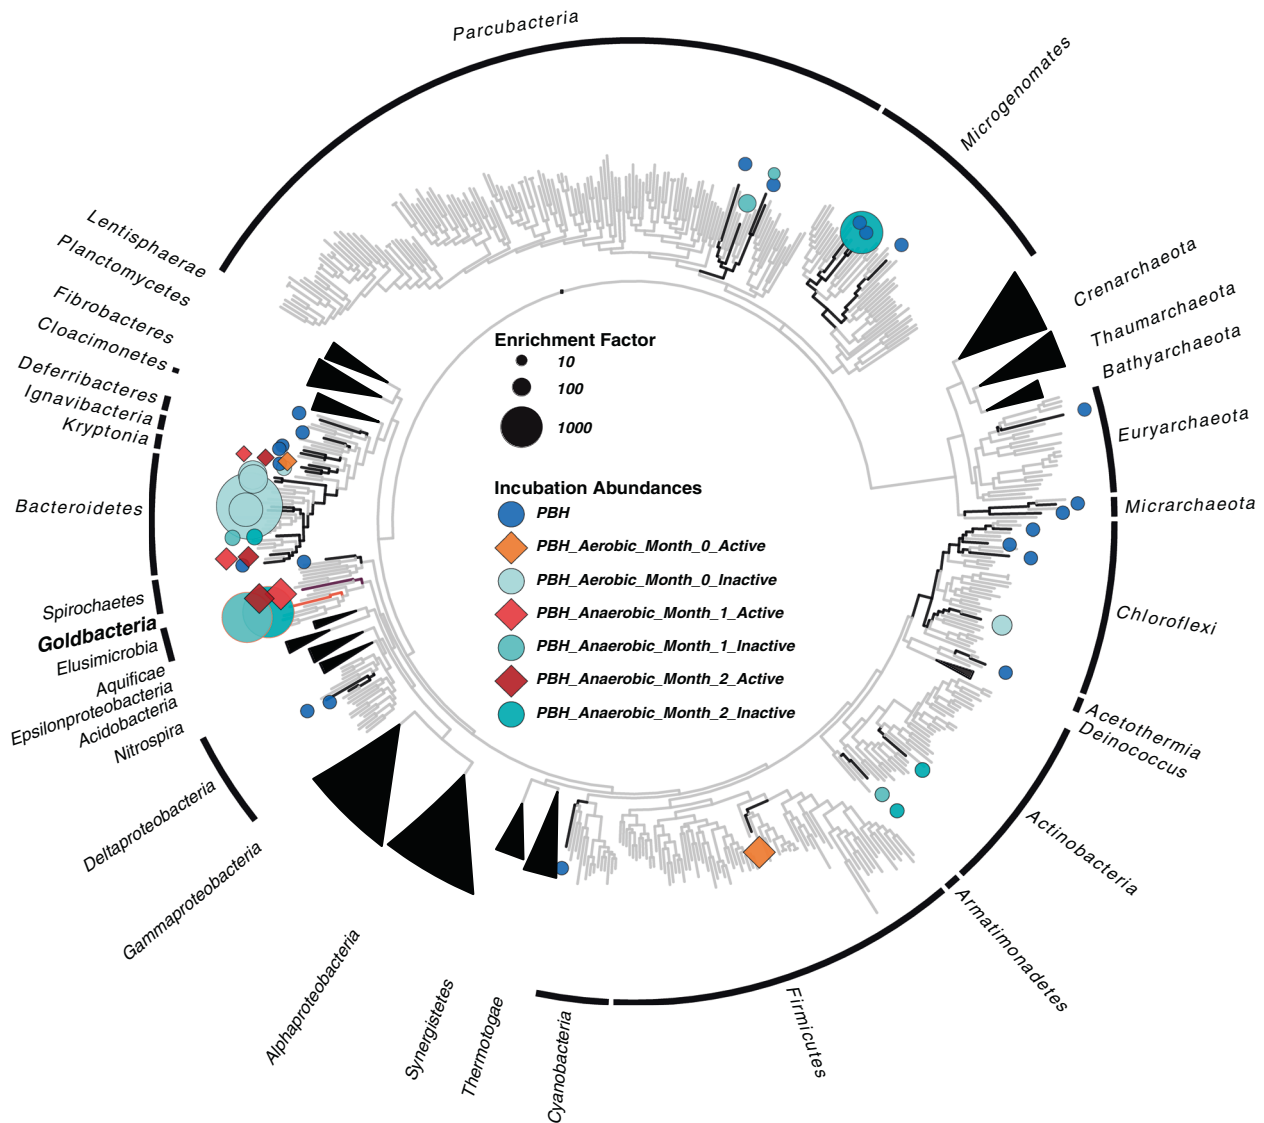 Parcubacteria
Microgenomates
Crenarchaeota
Thaumarchaeota
Bathyarchaeota
Euryarchaeota
Micrarchaeota
Chloroflexi
Acetothermia
Deinococcus
Actinobacteria
Armatimonadetes
Firmicutes
Cyanobacteria
Thermotogae
Synergistetes
Alphaproteobacteria
Gammaproteobacteria
Deltaproteobacteria
Nitrospira
Acidobacteria
Epsilonproteobacteria
Aquificae
Elusimicrobia
Goldbacteria
Spirochaetes
Bacteroidetes
Kryptonia
Ignavibacteria
Deferribacteres
Cloacimonetes
Fibrobacteres
Planctomycetes
Lentisphaerae
Enrichment Factor
10
100
1000
Incubation Abundances
PBH
PBH_Aerobic_Month_0_Active
PBH_Aerobic_Month_0_Inactive
PBH_Anaerobic_Month_1_Active
PBH_Anaerobic_Month_1_Inactive
PBH_Anaerobic_Month_2_Active
PBH_Anaerobic_Month_2_Inactive